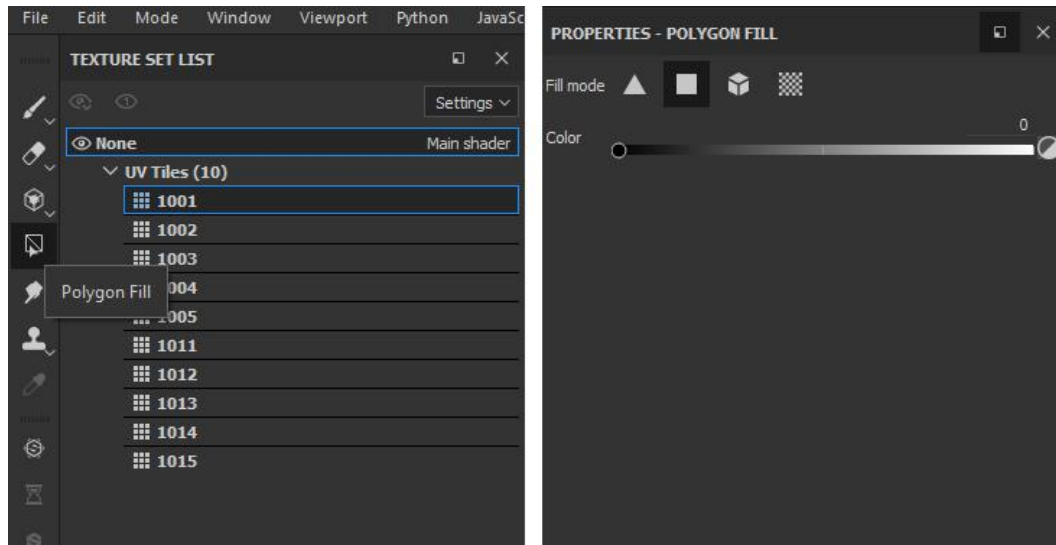 File Edit Mode Window Viewport Python JavaSc
TEXTURE SET LIST
Settings
None Main shader
UV Tiles (10)
1001
1002
1003
004
1005
1011
1012
1013
1014
1015
Polygon Fill
PROPERTIES - POLYGON FILL
Fill mode
Color
0